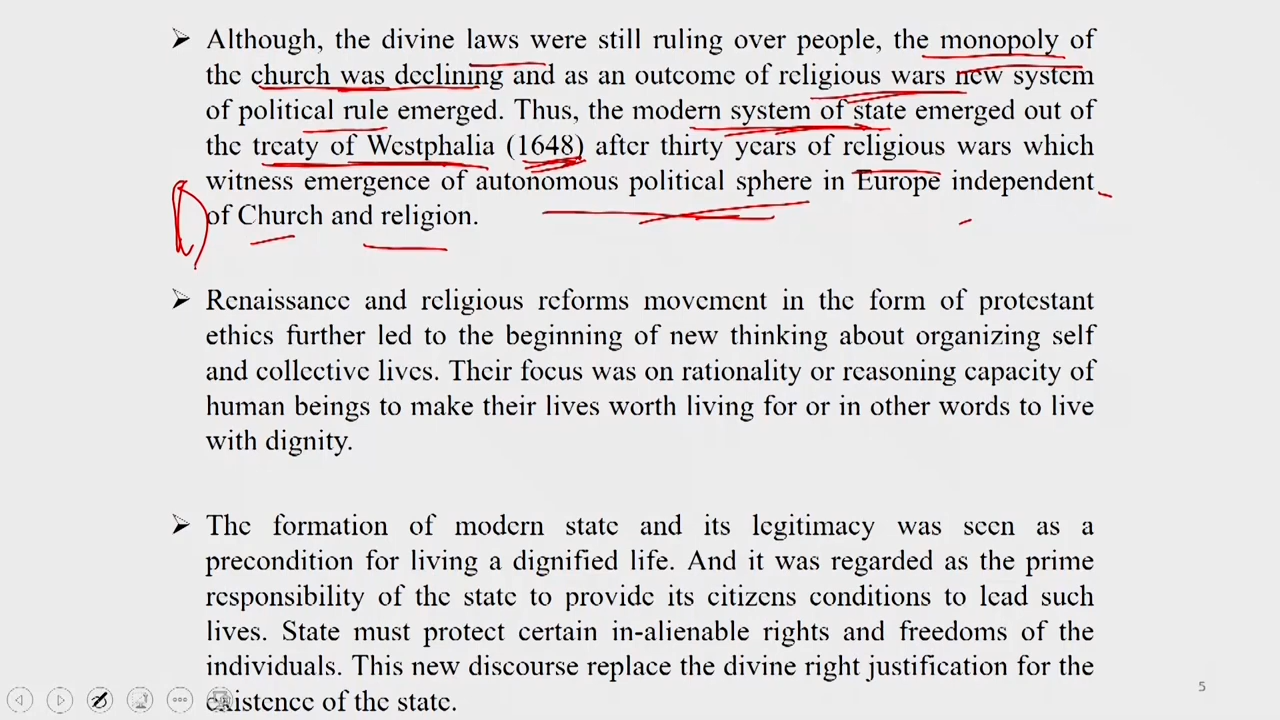 ➢ Although, the divine laws were still ruling over people, the monopoly of
the church was declining and as an outcome of religious wars new system
of political rule emerged. Thus, the modern system of state emerged out of
the treaty of Westphalia (1648) after thirty years of religious wars which
witness emergence of autonomous political sphere in Europe independent
of Church and religion.
➢ Renaissance and religious reforms movement in the form of protestant
ethics further led to the beginning of new thinking about organizing self
and collective lives. Their focus was on rationality or reasoning capacity of
human beings to make their lives worth living for or in other words to live
with dignity.
➢ The formation of modern state and its legitimacy was seen as a
precondition for living a dignified life. And it was regarded as the prime
responsibility of the state to provide its citizens conditions to lead such
lives. State must protect certain in-alienable rights and freedoms of the
individuals. This new discourse replace the divine right justification for the
existence of the state.
5